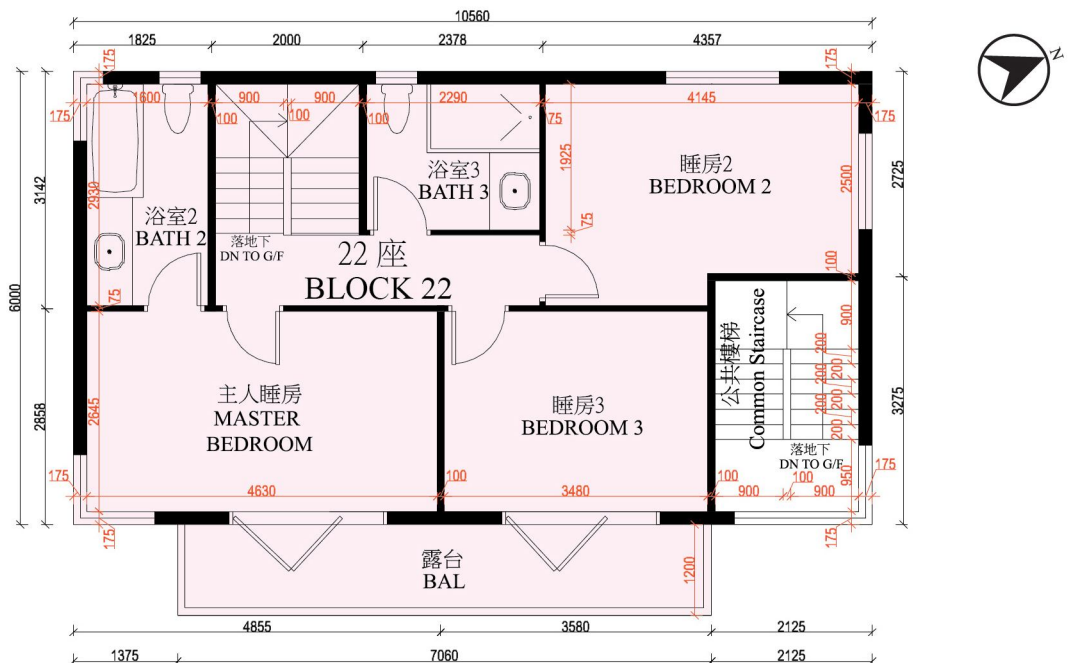 10560
1825 2000 2378 4357
N
175 175
1600 900 900 2290 4145
175 100 100 100 75 175
1925
浴室3
BATH 3
睡房2
BEDROOM 2
2500
2725
2930
3142
浴室2
BATH 2
75
落地下
DN TO G/F
22 座
BLOCK 22
100
6000
75
900
公共樓梯
Common Staircase
200
200
200
200
200
200
3275
主人睡房
MASTER
BEDROOM
睡房3
BEDROOM 3
2645
2858
落地下
DN TO G/F
950
175 100 100 100 175
4630 3480 900 900
175 175
露台
BAL
1200
4855 3580 2125
1375 7060 2125